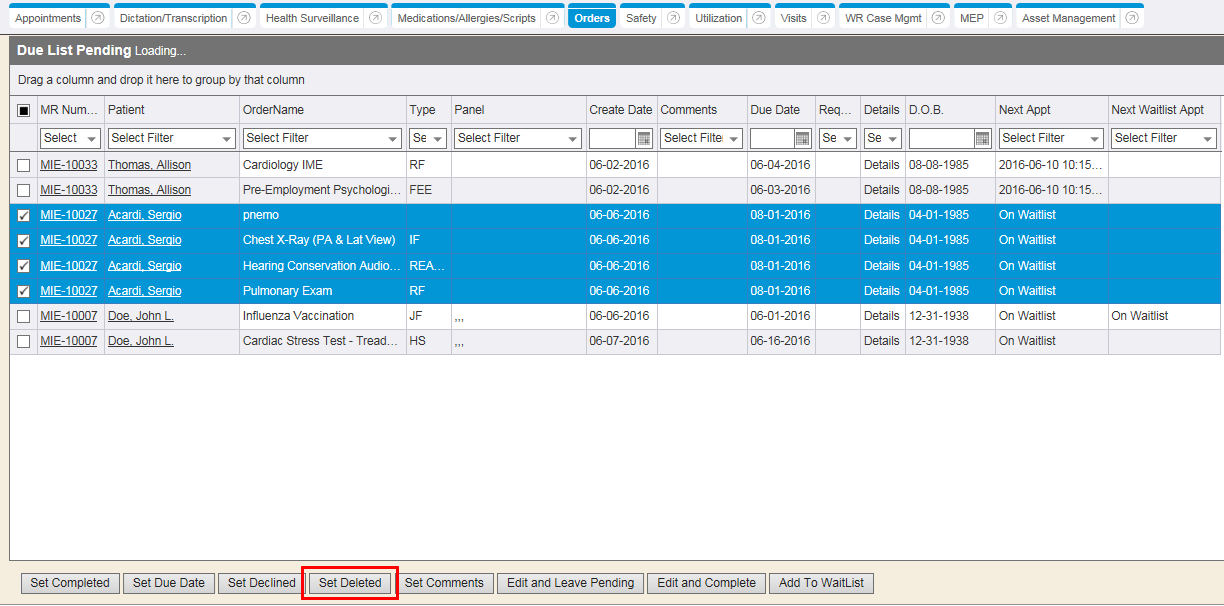 Appointments Dictation/Transcription Health Surveillance Medications/Allergies/Scripts Orders Safety Utilization Visits WR Case Mgmt MEP Asset Management
Due List Pending Loading...
Drag a column and drop it here to group by that column
MR Num... Patient OrderName Type Panel Create Date Comments Due Date Req... Details D.O.B. Next Appt Next Waitlist Appt
Select Select Filter Select Filter Se Select Filter Select Filter Se Se Select Filter Select Filter
MIE-10033 Thomas, Allison Cardiology IME RF 06-02-2016 06-04-2016 Details 08-08-1985 2016-06-10 10:15...
MIE-10033 Thomas, Allison Pre-Employment Psychologi... FEE 06-02-2016 06-03-2016 Details 08-08-1985 2016-06-10 10:15...
MIE-10027 Acardi, Sergio pnemo 06-06-2016 08-01-2016 Details 04-01-1985 On Waitlist
MIE-10027 Acardi, Sergio Chest X-Ray (PA & Lat View) IF 06-06-2016 08-01-2016 Details 04-01-1985 On Waitlist
MIE-10027 Acardi, Sergio Hearing Conservation Audio... REA... 06-06-2016 08-01-2016 Details 04-01-1985 On Waitlist
MIE-10027 Acardi, Sergio Pulmonary Exam RF 06-06-2016 08-01-2016 Details 04-01-1985 On Waitlist
MIE-10007 Doe, John L. Influenza Vaccination JF ,,, 06-06-2016 06-01-2016 Details 12-31-1938 On Waitlist On Waitlist
MIE-10007 Doe, John L. Cardiac Stress Test - Tread... HS ,,, 06-07-2016 06-16-2016 Details 12-31-1938 On Waitlist
Set Completed Set Due Date Set Declined Set Deleted Set Comments Edit and Leave Pending Edit and Complete Add To WaitList